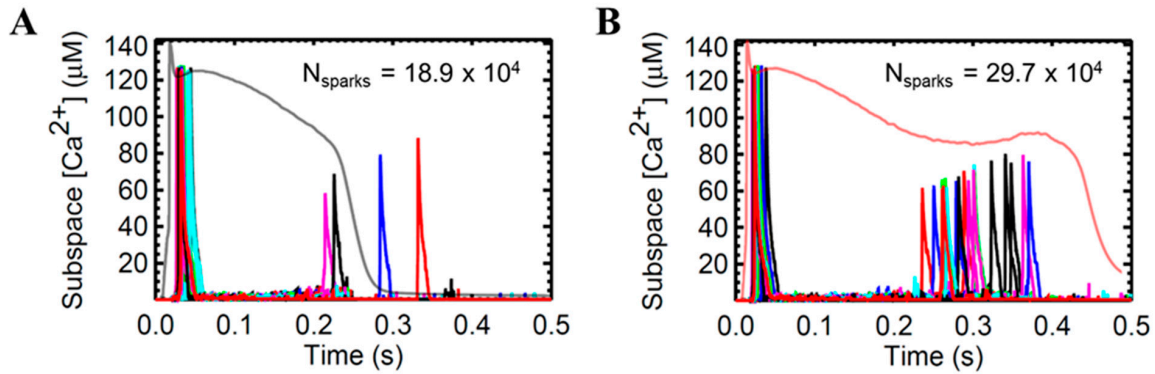 A
Subspace [Ca²⁺] (μM)
140
120
100
80
60
40
20
N_sparks = 18.9 x 10⁴
0.0 0.1 0.2 0.3 0.4 0.5
Time (s)
B
Subspace [Ca²⁺] (μM)
140
120
100
80
60
40
20
N_sparks = 29.7 x 10⁴
0.0 0.1 0.2 0.3 0.4 0.5
Time (s)